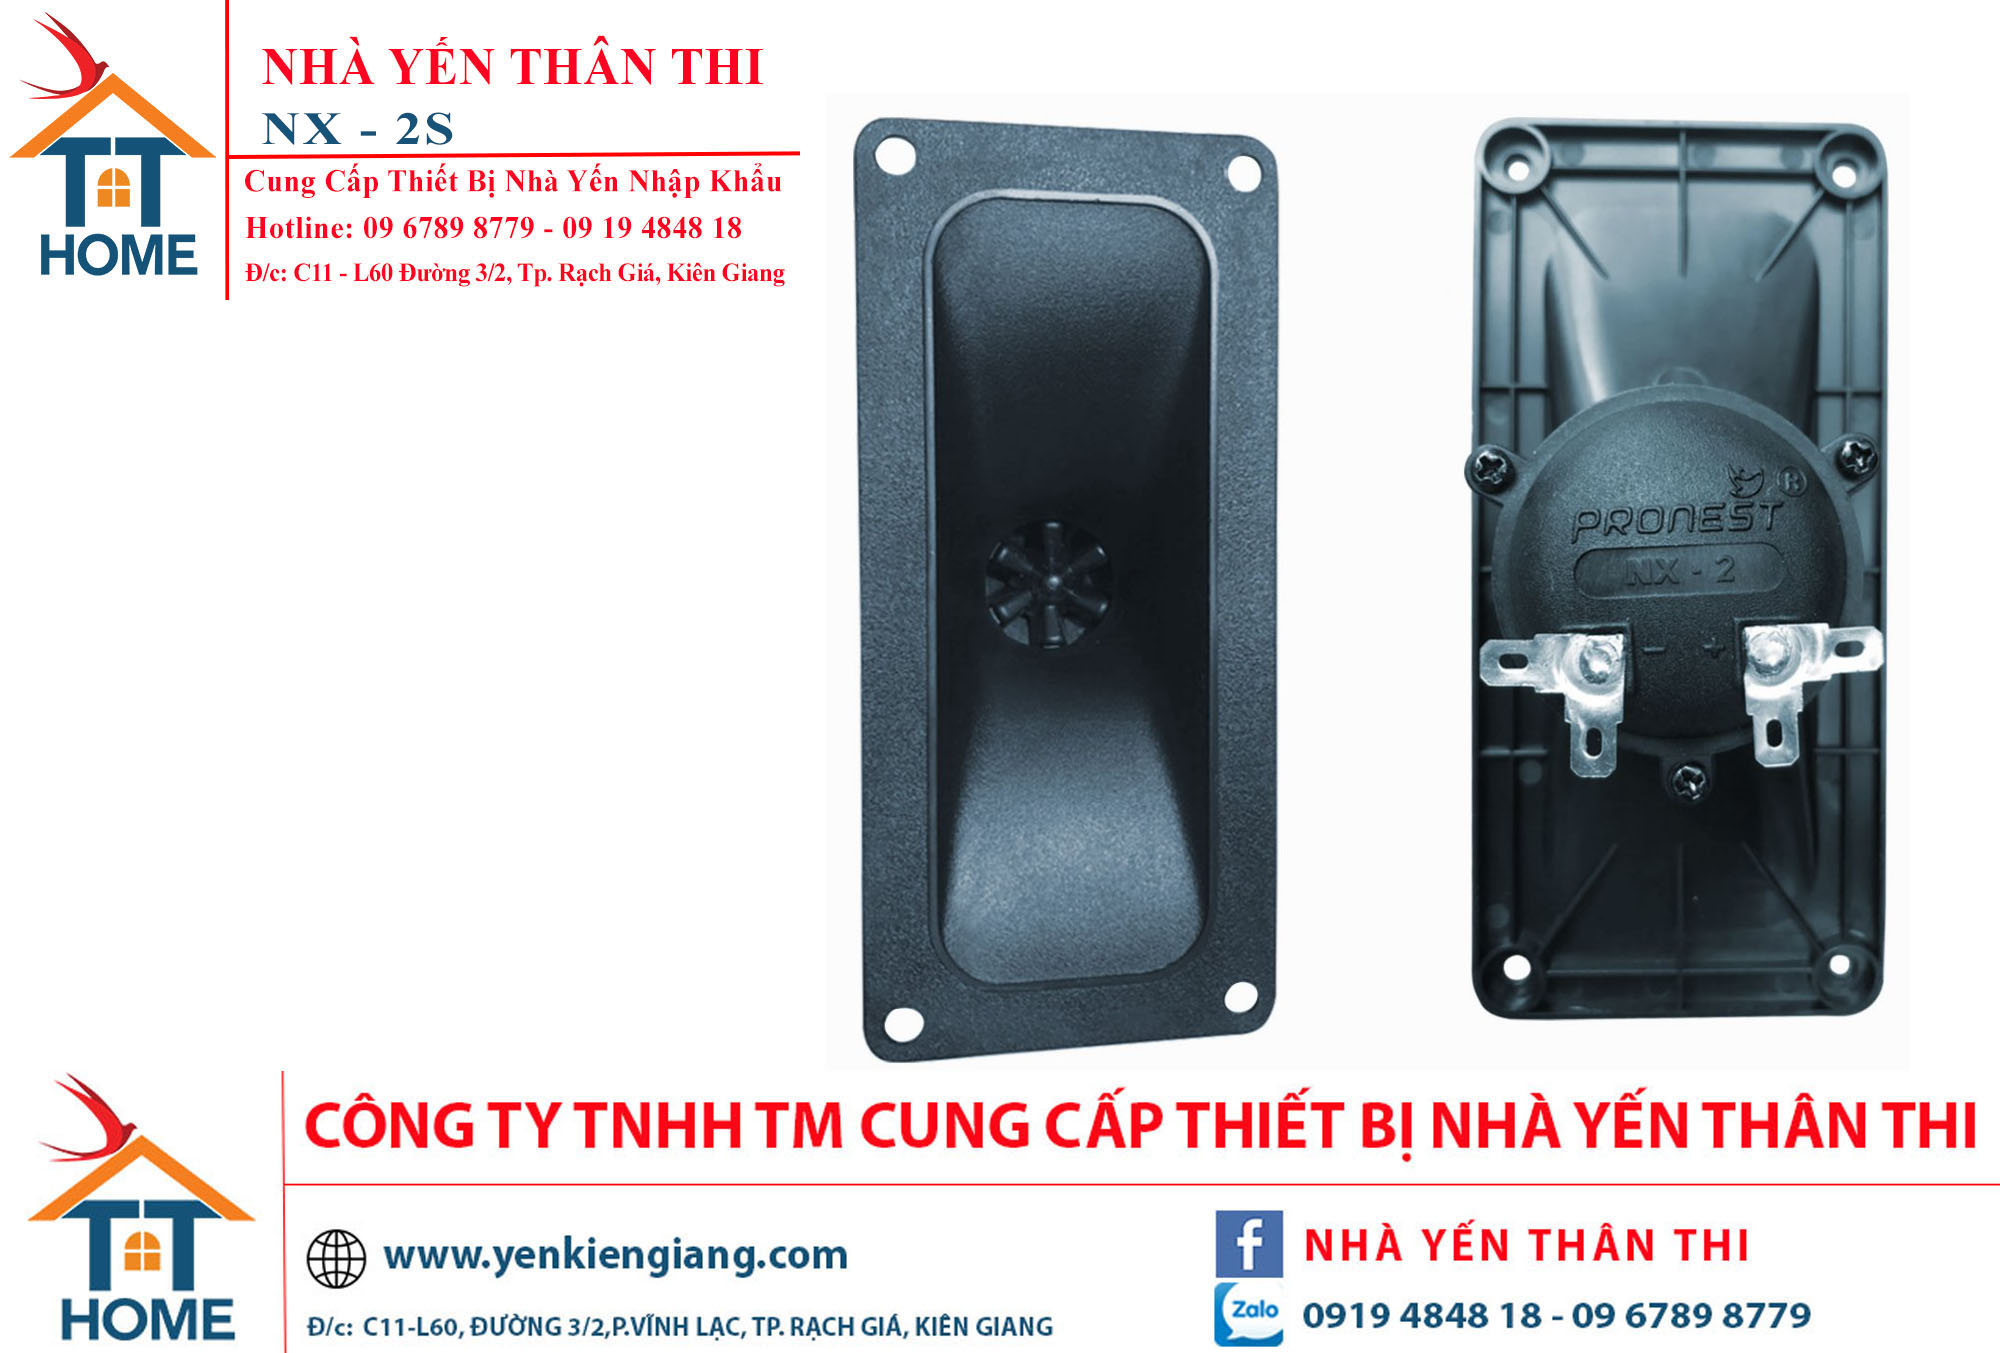 TT
HOME
NHÀ YẾN THÂN THI
NX - 2S
Cung Cấp Thiết Bị Nhà Yến Nhập Khẩu
Hotline: 09 6789 8779 - 09 19 4848 18
Đ/c: C11 - L60 Đường 3/2, Tp. Rạch Giá, Kiên Giang
®
PRONEST
NX - 2
- +
TT
HOME
CÔNG TY TNHH TM CUNG CẤP THIẾT BỊ NHÀ YẾN THÂN THI
www.yenkiengiang.com
Đ/c: C11-L60, ĐƯỜNG 3/2,P.VĨNH LẠC, TP. RẠCH GIÁ, KIÊN GIANG
f NHÀ YẾN THÂN THI
Zalo 0919 4848 18 - 09 6789 8779